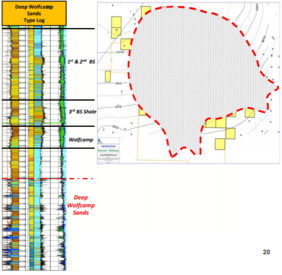 Deep Wolfcamp
Sands
Type Log
1st & 2nd BS
3rd BS Shale
Wolfcamp
Deep
Wolfcamp
Sands
20